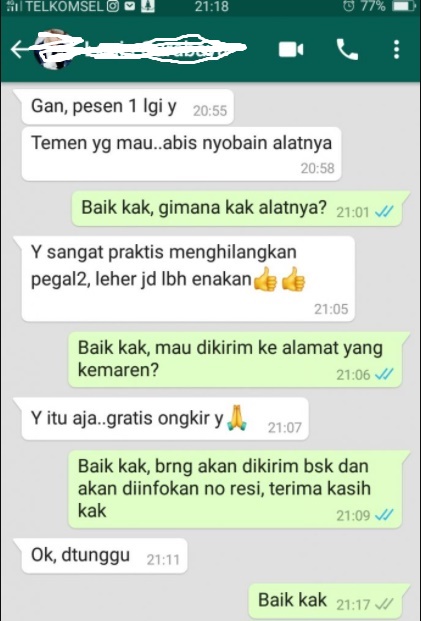 TELKOMSEL 21:18 77%
Gan, pesen 1 lgi y 20:55
Temen yg mau..abis nyobain alatnya
20:58
Baik kak, gimana kak alatnya? 21:01
Y sangat praktis menghilangkan
pegal2, leher jd lbh enakan👍👍
21:05
Baik kak, mau dikirim ke alamat yang
kemaren?
21:06
Y itu aja..gratis ongkir y🙏 21:07
Baik kak, brng akan dikirim bsk dan
akan diinfokan no resi, terima kasih
kak
21:09
Ok, dtunggu 21:11
Baik kak 21:17